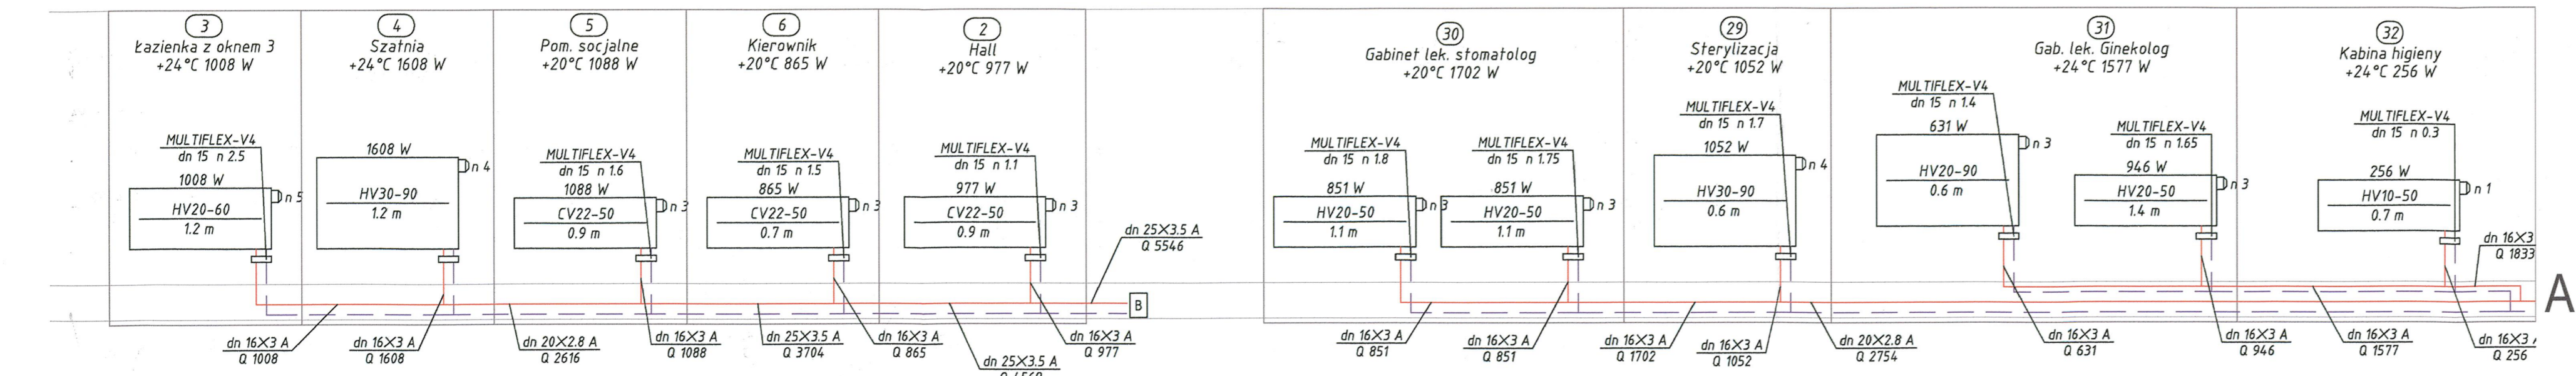 3
Łazienka z oknem 3
+24°C 1008 W
MULTIFLEX-V4
dn 15 n 2.5
1008 W
HV20-60
1.2 m
n 5
4
Szatnia
+24°C 1608 W
1608 W
HV30-90
1.2 m
n 4
5
Pom. socjalne
+20°C 1088 W
MULTIFLEX-V4
dn 15 n 1.6
1088 W
CV22-50
0.9 m
n 3
6
Kierownik
+20°C 865 W
MULTIFLEX-V4
dn 15 n 1.5
865 W
CV22-50
0.7 m
n 3
2
Hall
+20°C 977 W
MULTIFLEX-V4
dn 15 n 1.1
977 W
CV22-50
0.9 m
n 3
dn 25X3.5 A
Q 5546
B
dn 16X3 A
Q 1008
dn 16X3 A
Q 1608
dn 20X2.8 A
Q 2616
dn 16X3 A
Q 1088
dn 25X3.5 A
Q 3704
dn 16X3 A
Q 865
dn 25X3.5 A
dn 16X3 A
Q 977
30
Gabinet lek. stomatolog
+20°C 1702 W
MULTIFLEX-V4
dn 15 n 1.8
851 W
HV20-50
1.1 m
n 3
MULTIFLEX-V4
dn 15 n 1.75
851 W
HV20-50
1.1 m
n 3
29
Sterylizacja
+20°C 1052 W
MULTIFLEX-V4
dn 15 n 1.7
1052 W
HV30-90
0.6 m
n 4
31
Gab. lek. Ginekolog
+24°C 1577 W
MULTIFLEX-V4
dn 15 n 1.4
631 W
HV20-90
0.6 m
n 3
MULTIFLEX-V4
dn 15 n 1.65
946 W
HV20-50
1.4 m
n 3
32
Kabina higieny
+24°C 256 W
MULTIFLEX-V4
dn 15 n 0.3
256 W
HV10-50
0.7 m
n 1
dn 16X3
Q 1833
A
dn 16X3 A
Q 851
dn 16X3 A
Q 851
dn 16X3 A
Q 1702
dn 16X3 A
Q 1052
dn 20X2.8 A
Q 2754
dn 16X3 A
Q 631
dn 16X3 A
Q 946
dn 16X3 A
Q 1577
dn 16X3
Q 256